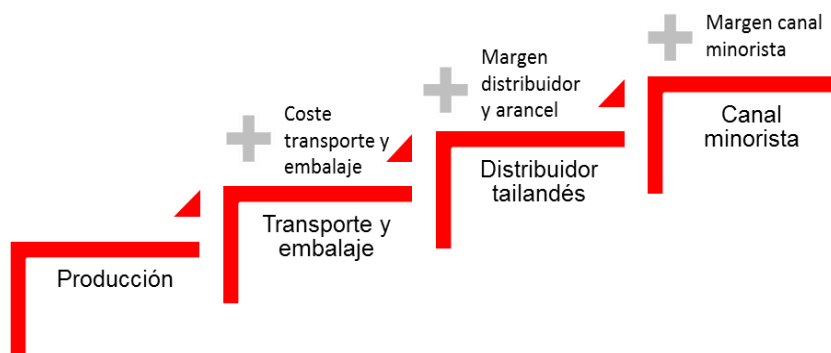 Producción
Coste
transporte y
embalaje
Transporte y
embalaje
Margen
distribuidor
y arancel
Distribuidor
tailandés
Margen canal
minorista
Canal
minorista